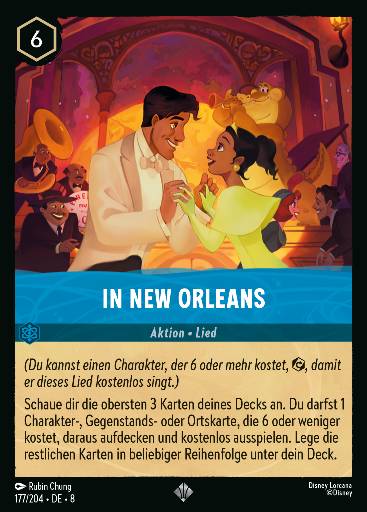 6
IN NEW ORLEANS
Aktion • Lied
(Du kannst einen Charakter, der 6 oder mehr kostet, , damit
er dieses Lied kostenlos singt.)
Schaue dir die obersten 3 Karten deines Decks an. Du darfst 1
Charakter-, Gegenstands- oder Ortskarte, die 6 oder weniger
kostet, daraus aufdecken und kostenlos ausspielen. Lege die
restlichen Karten in beliebiger Reihenfolge unter dein Deck.
Rubin Chung
177/204 • DE • 8
Disney Lorcana
©Disney